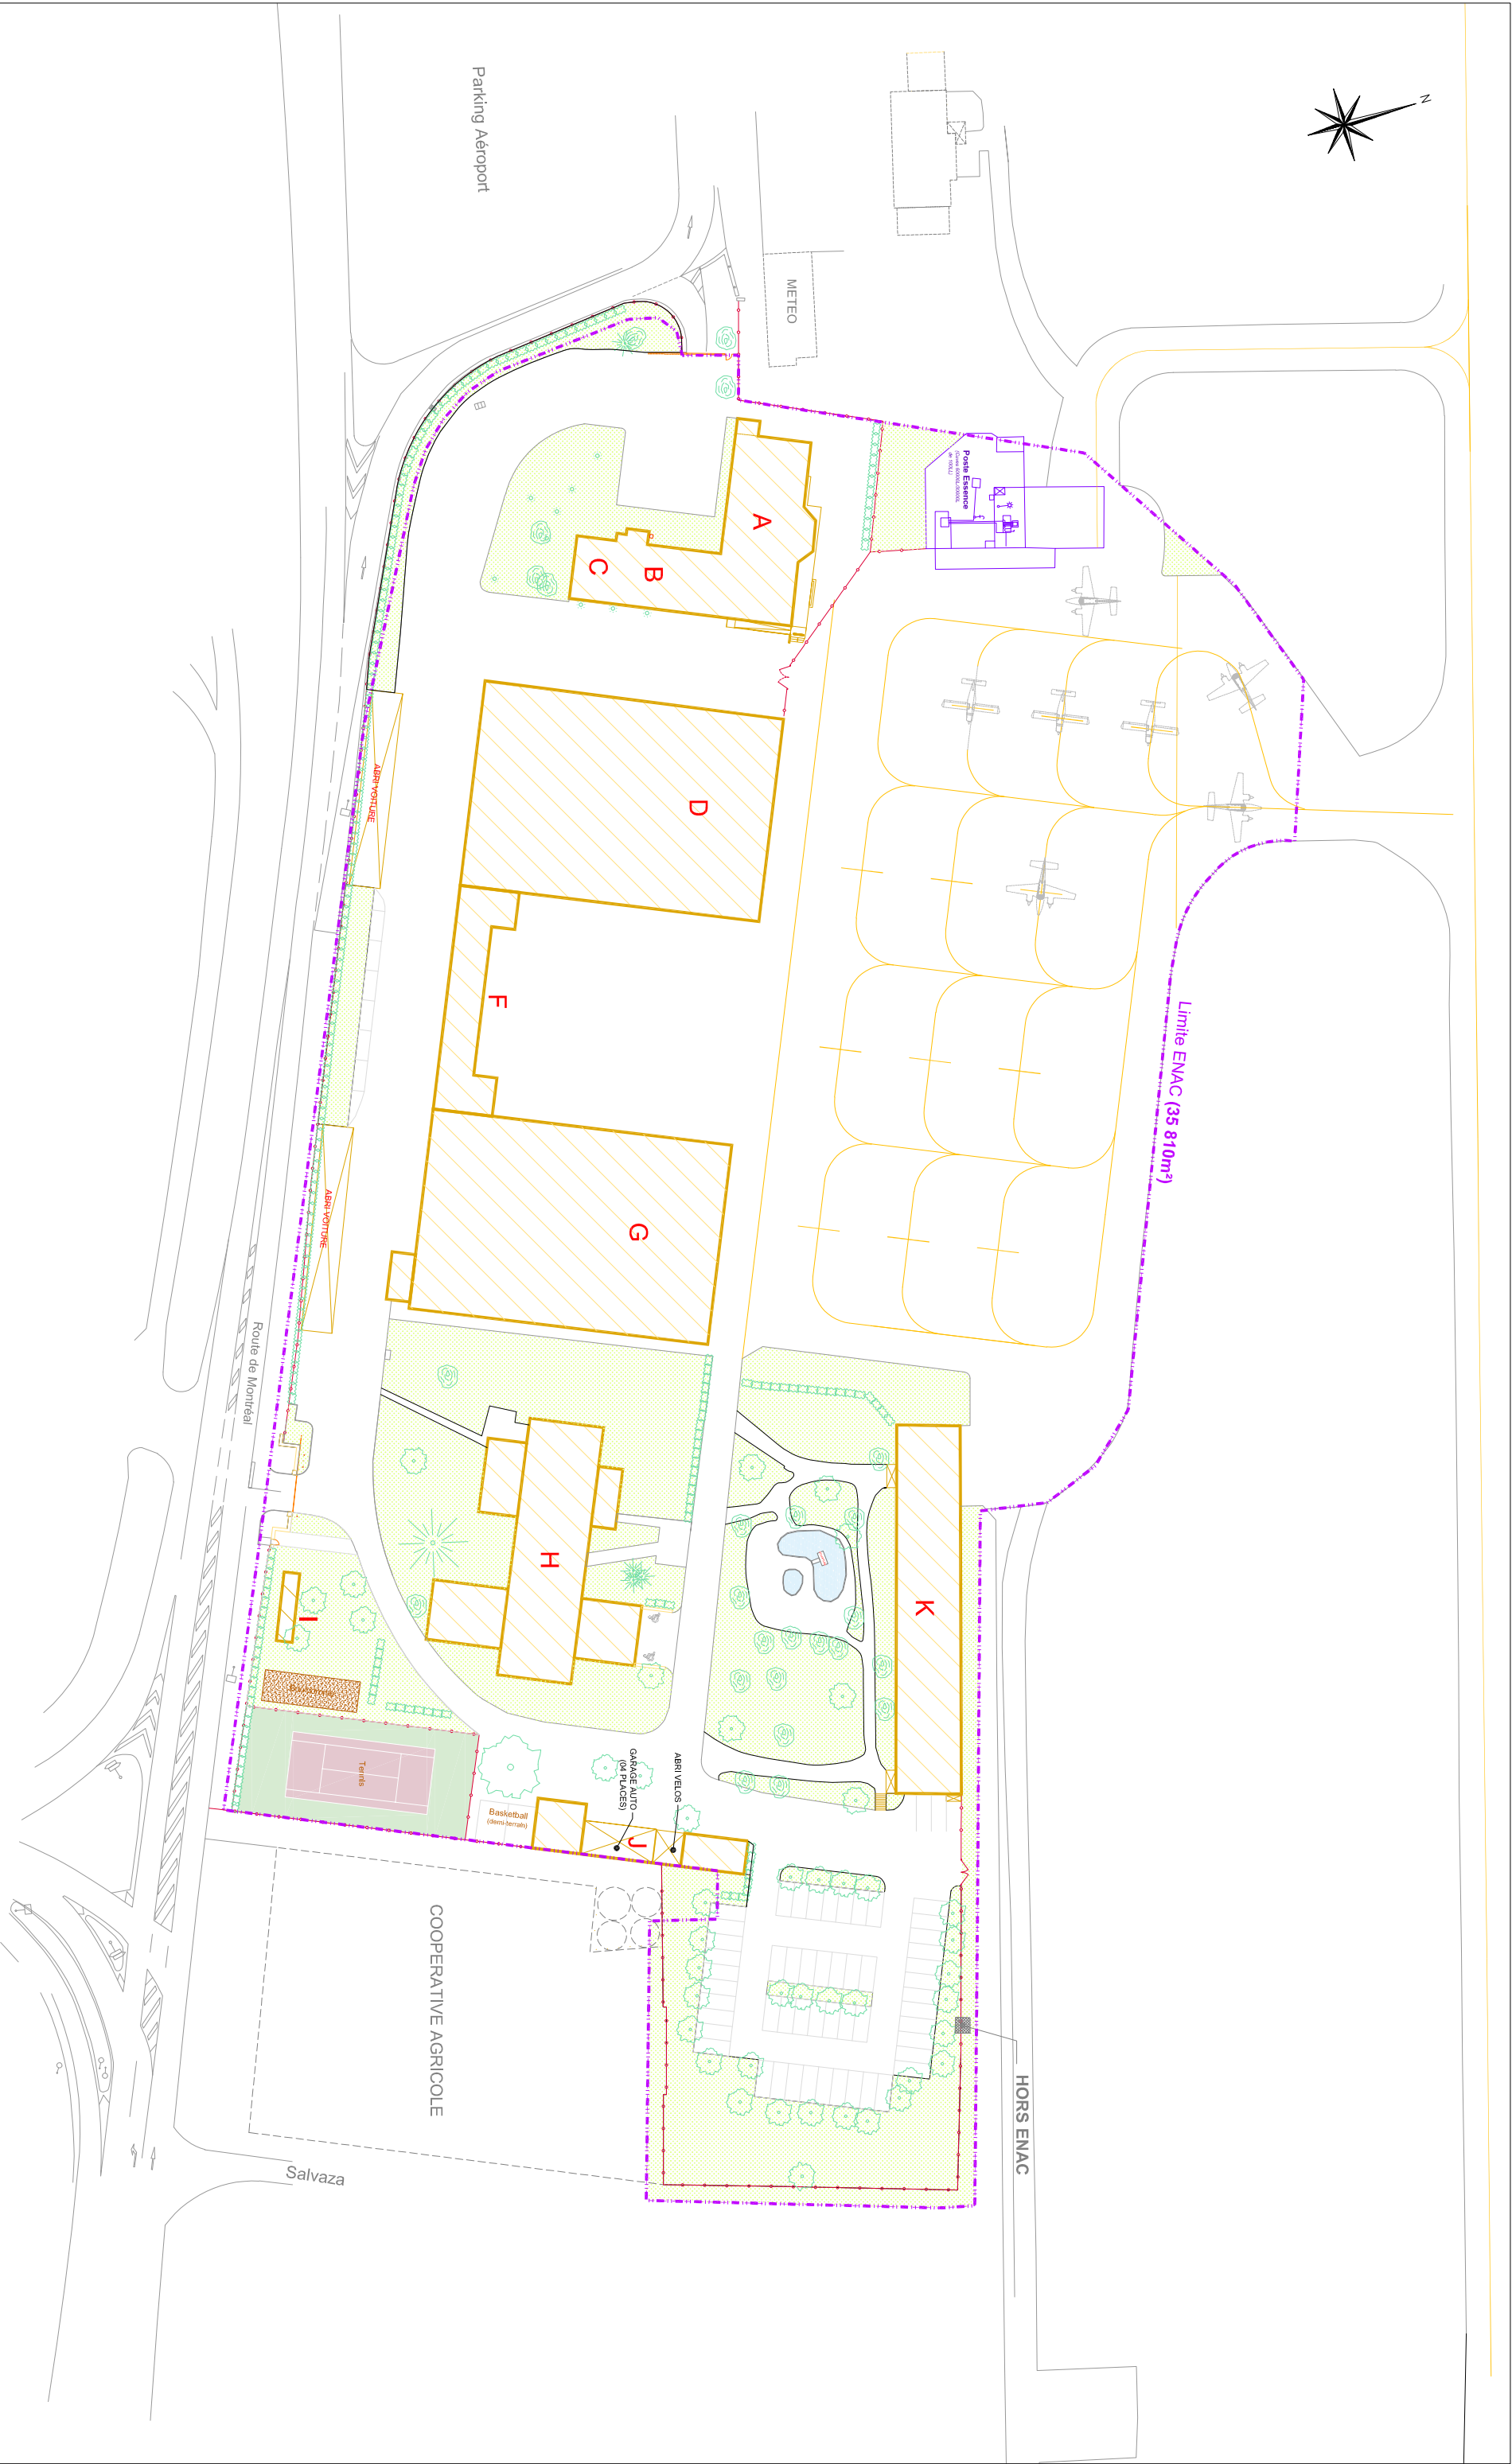 N
Limite ENAC (35 810m²)
HORS ENAC
Poste Essence
METEO
Parking Aéroport
A
B
C
D
F
G
H
I
J
K
ABRI VOITURE
ABRI VOITURE
ABRI VELOS
GARAGE AUTO
(04 PLACES)
Basketball
(demi-terrain)
Tennis
Boulodrome
Route de Montréal
COOPERATIVE AGRICOLE
Salvaza